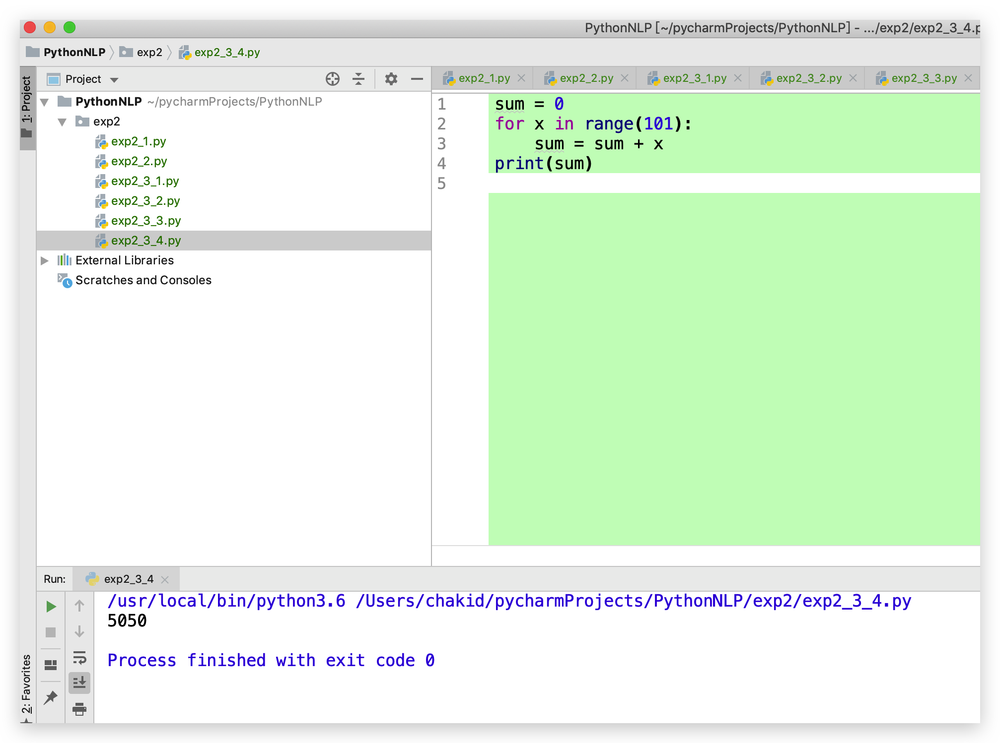 PythonNLP [~/pycharmProjects/PythonNLP] - .../exp2/exp2_3_4.p
PythonNLP exp2 exp2_3_4.py
1: Project
Project
exp2_1.py exp2_2.py exp2_3_1.py exp2_3_2.py exp2_3_3.py
PythonNLP ~/pycharmProjects/PythonNLP
exp2
exp2_1.py
exp2_2.py
exp2_3_1.py
exp2_3_2.py
exp2_3_3.py
exp2_3_4.py
External Libraries
Scratches and Consoles
1 sum = 0
2 for x in range(101):
3     sum = sum + x
4 print(sum)
5
Run: exp2_3_4
/usr/local/bin/python3.6 /Users/chakid/pycharmProjects/PythonNLP/exp2/exp2_3_4.py
5050
Process finished with exit code 0
2: Favorites